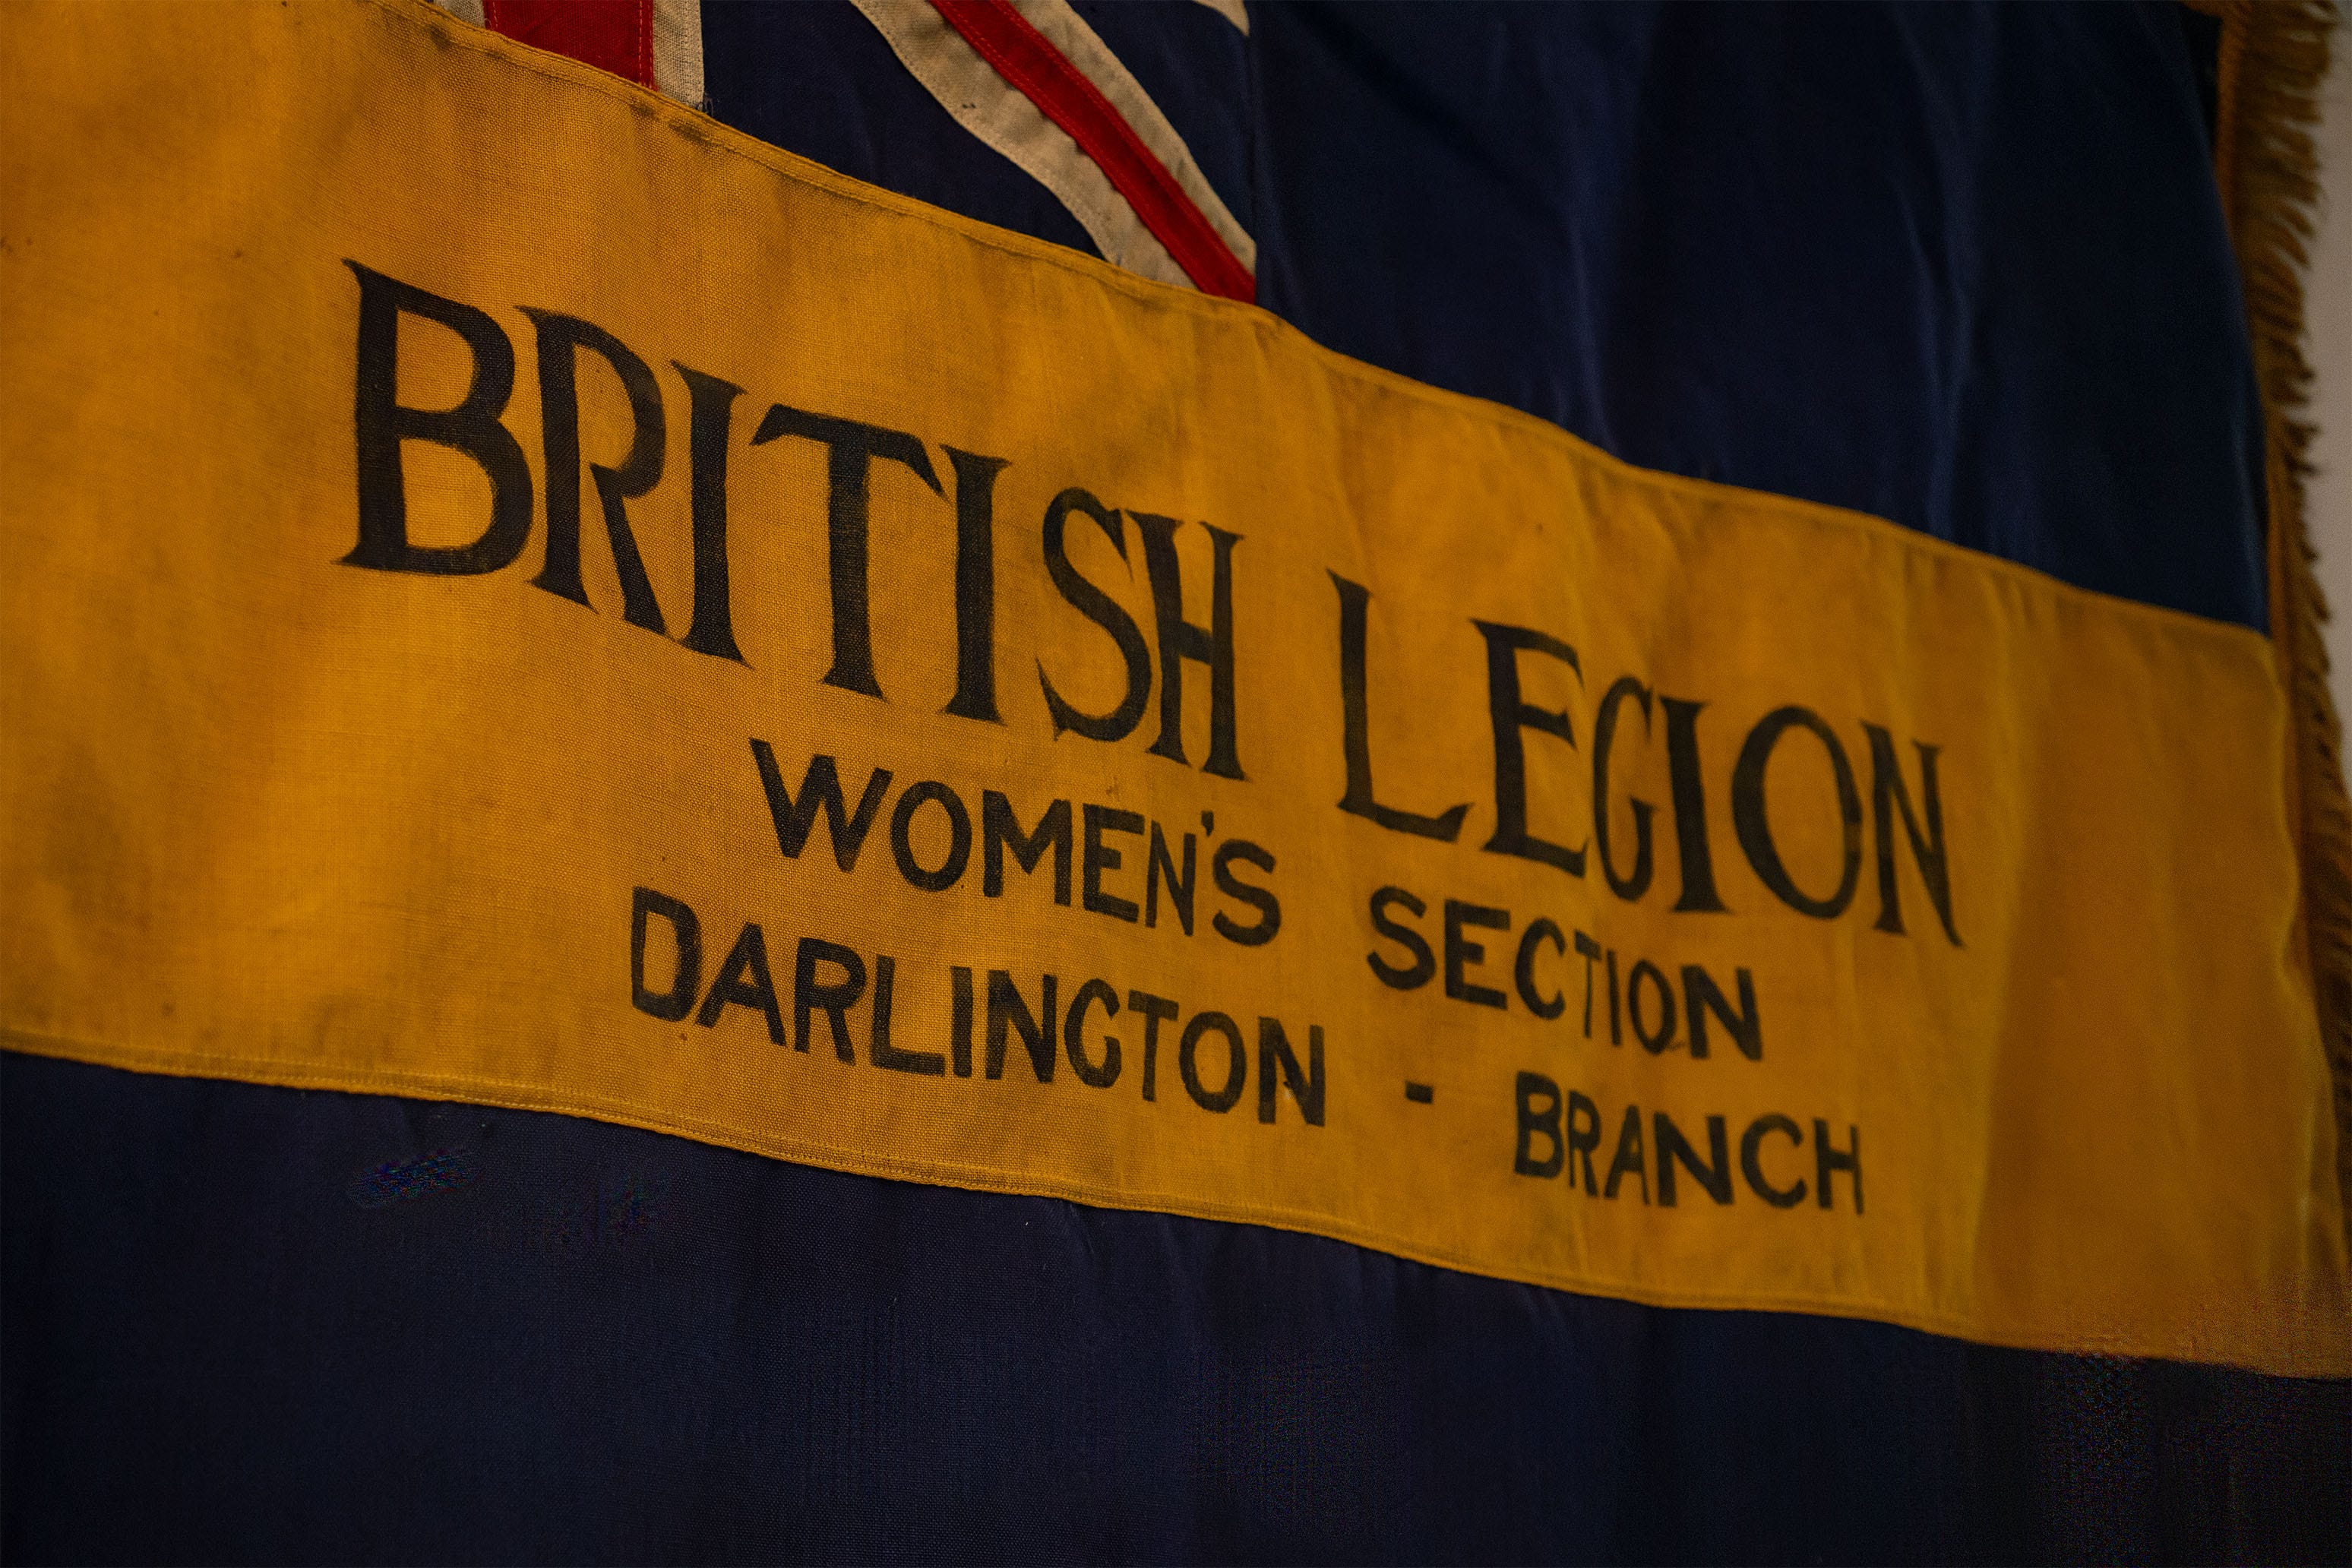 BRITISH LEGION
WOMEN'S SECTION
DARLINGTON - BRANCH